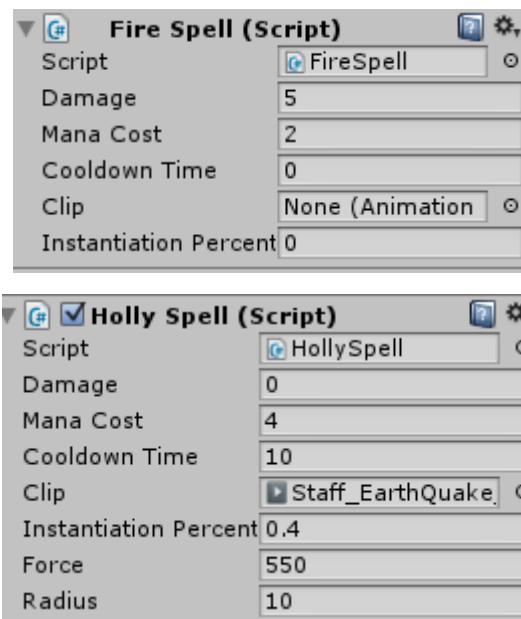 Fire Spell (Script)
Script FireSpell
Damage 5
Mana Cost 2
Cooldown Time 0
Clip None (Animation
Instantiation Percent 0
Holly Spell (Script)
Script HollySpell
Damage 0
Mana Cost 4
Cooldown Time 10
Clip Staff_EarthQuake_
Instantiation Percent 0.4
Force 550
Radius 10